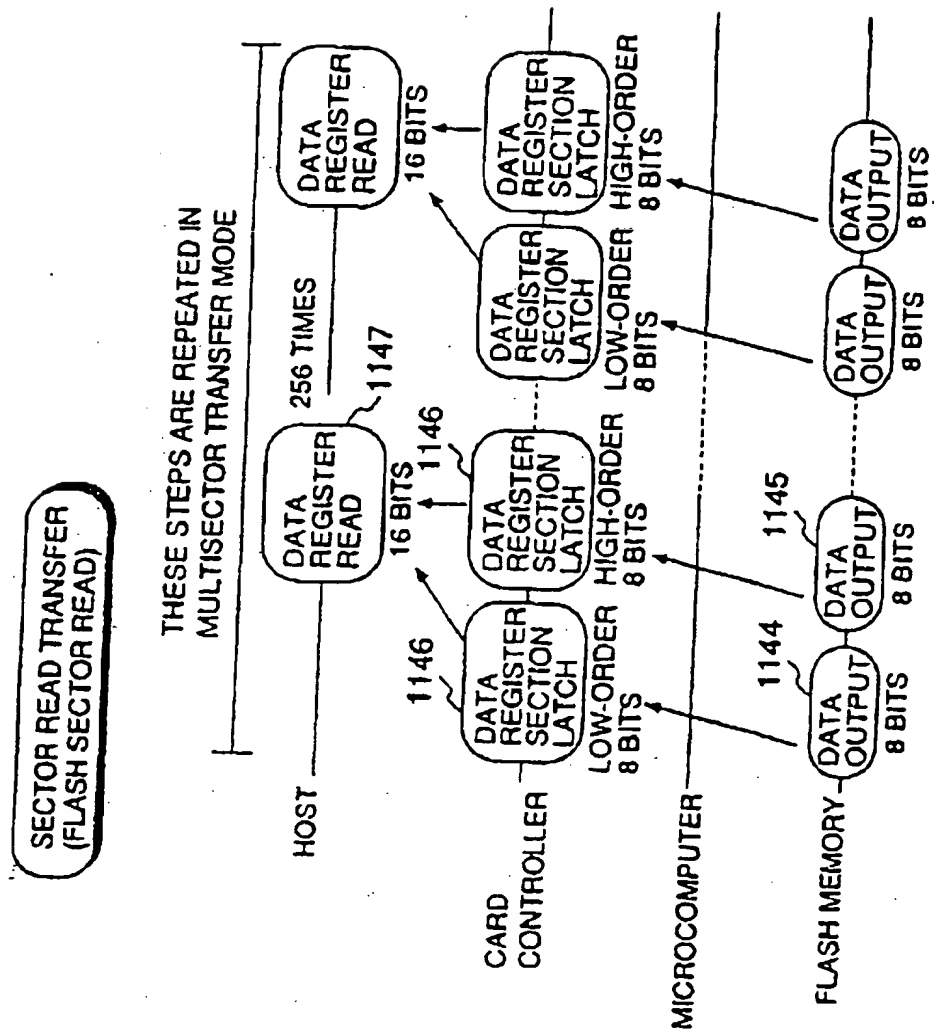 SECTOR READ TRANSFER
(FLASH SECTOR READ)
THESE STEPS ARE REPEATED IN
MULTISECTOR TRANSFER MODE
HOST
DATA
REGISTER
READ
1147
256 TIMES
DATA
REGISTER
READ
16 BITS
16 BITS
CARD
CONTROLLER
1146
DATA
REGISTER
SECTION
LATCH
LOW-ORDER
8 BITS
1146
DATA
REGISTER
SECTION
LATCH
HIGH-ORDER
8 BITS
DATA
REGISTER
SECTION
LATCH
LOW-ORDER
8 BITS
DATA
REGISTER
SECTION
LATCH
HIGH-ORDER
8 BITS
MICROCOMPUTER
FLASH MEMORY
1144
DATA
OUTPUT
8 BITS
1145
DATA
OUTPUT
8 BITS
DATA
OUTPUT
8 BITS
DATA
OUTPUT
8 BITS